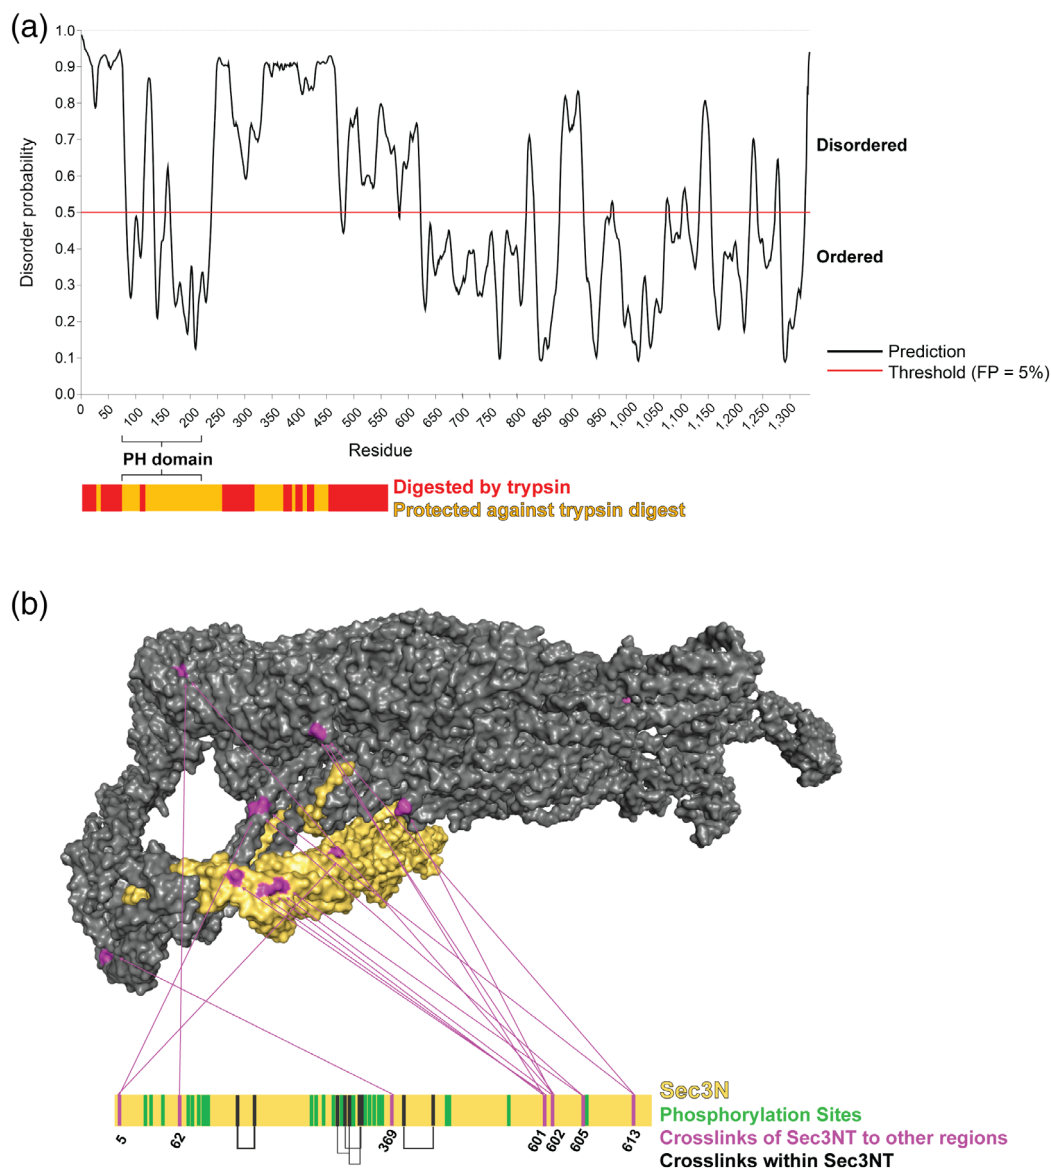 (a)
1.0
0.9
0.8
0.7
0.6
0.5
0.4
0.3
0.2
0.1
0.0
Disorder probability
Disordered
Ordered
Prediction
Threshold (FP = 5%)
0 50 100 150 200 250 300 350 400 450 500 550 600 650 700 750 800 850 900 950 1,000 1,050 1,100 1,150 1,200 1,250 1,300
Residue
PH domain
Digested by trypsin
Protected against trypsin digest
(b)
Sec3N
Phosphorylation Sites
Crosslinks of Sec3NT to other regions
Crosslinks within Sec3NT
5 62 369 601 602 605 613